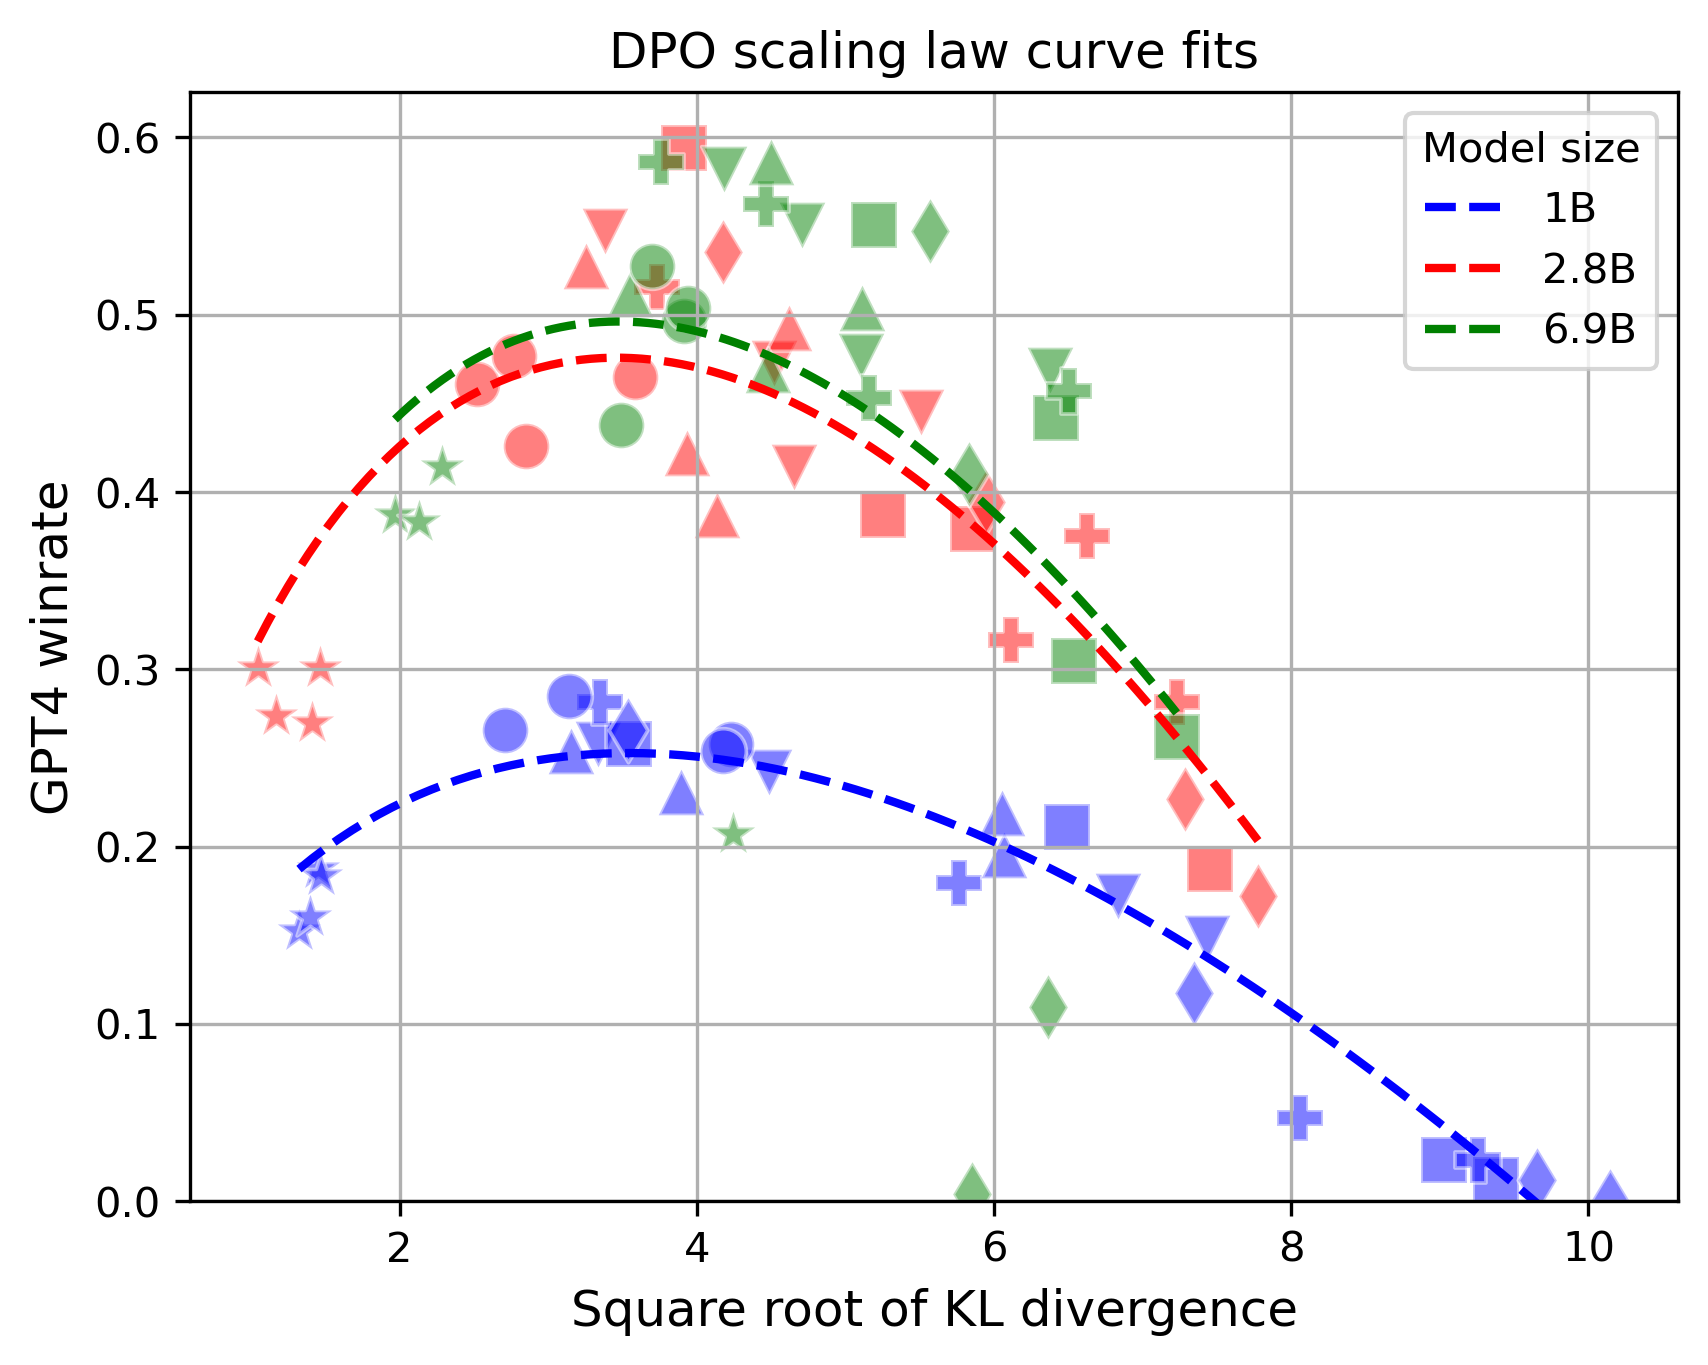 DPO scaling law curve fits
Model size
1B
2.8B
6.9B
GPT4 winrate
0.6
0.5
0.4
0.3
0.2
0.1
0.0
2 4 6 8 10
Square root of KL divergence